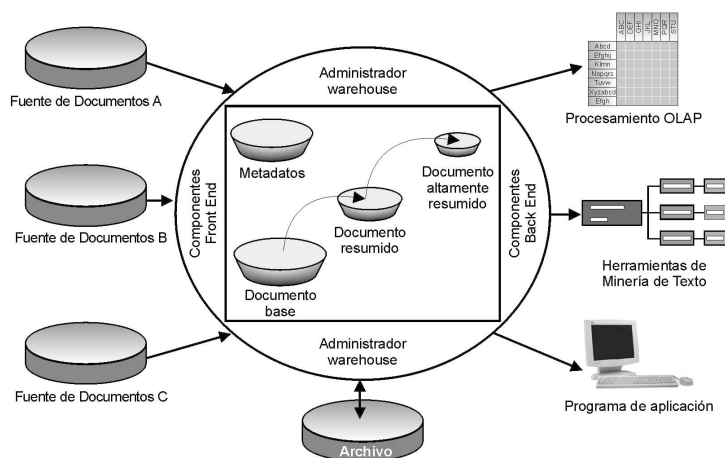 Fuente de Documentos A
Fuente de Documentos B
Fuente de Documentos C
Administrador
warehouse
Componentes
Front End
Metadatos
Documento
altamente
resumido
Documento
resumido
Documento
base
Componentes
Back End
Administrador
warehouse
Archivo
ABC
DEF
GHI
JKL
MNO
PQR
STU
Abcd
Efghij
Klmn
Nopqrs
Tuvw
Xyzabcd
Efgh
Procesamiento OLAP
Herramientas de
Minería de Texto
Programa de aplicación